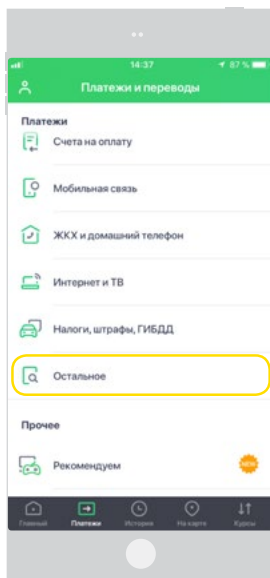 14:37
87 %
Платежи и переводы
Платежи
Счета на оплату
Мобильная связь
ЖКХ и домашний телефон
Интернет и ТВ
Налоги, штрафы, ГИБДД
Остальное
Прочее
Рекомендуем
NEW
Главный Платежи История На карте Курсы